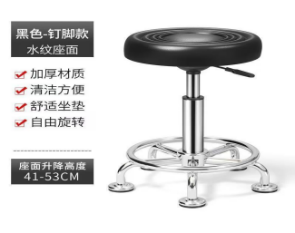 黑色-钉脚款
水纹座面
加厚材质
清洁方便
舒适坐垫
自由旋转
座面升降高度
41-53CM